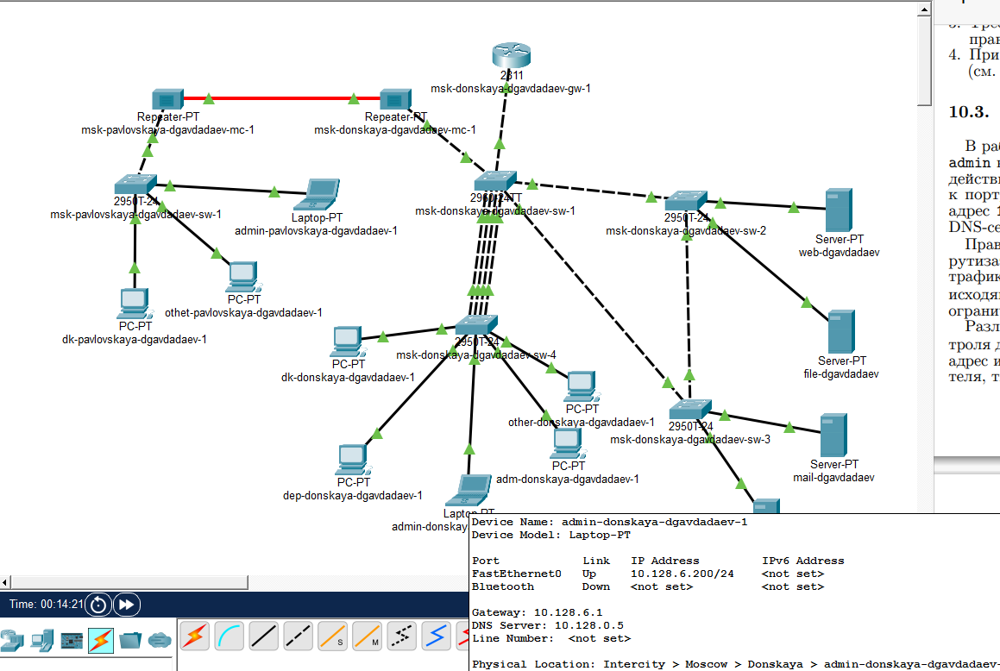 2811
msk-donskaya-dgavdadaev-gw-1
Repeater-PT
msk-pavlovskaya-dgavdadaev-mc-1
Repeater-PT
msk-donskaya-dgavdadaev-mc-1
2950T-24
msk-pavlovskaya-dgavdadaev-sw-1
Laptop-PT
admin-pavlovskaya-dgavdadaev-1
2960-24TT
msk-donskaya-dgavdadaev-sw-1
2950T-24
msk-donskaya-dgavdadaev-sw-2
Server-PT
web-dgavdadaev
PC-PT
othet-pavlovskaya-dgavdadaev-1
PC-PT
dk-pavlovskaya-dgavdadaev-1
2950T-24
msk-donskaya-dgavdadaev-sw-4
PC-PT
dk-donskaya-dgavdadaev-1
Server-PT
file-dgavdadaev
PC-PT
other-donskaya-dgavdadaev-1
2950T-24
msk-donskaya-dgavdadaev-sw-3
PC-PT
adm-donskaya-dgavdadaev-1
Server-PT
mail-dgavdadaev
PC-PT
dep-donskaya-dgavdadaev-1
Laptop-PT
admin-donskay
Device Name: admin-donskaya-dgavdadaev-1
Device Model: Laptop-PT
Port Link IP Address IPv6 Address
FastEthernet0 Up 10.128.6.200/24 <not set>
Bluetooth Down <not set> <not set>
Gateway: 10.128.6.1
DNS Server: 10.128.0.5
Line Number: <not set>
Physical Location: Intercity > Moscow > Donskaya > admin-donskaya-dgavdadaev-
Time: 00:14:21
S
M
прав
4. При
(см.
10.3.
В раб
admin
действи
к порт
адрес 1
DNS-се
Прав
рутиза
трафик
исходя
ограни
Разл
троля д
адрес и
теля, т